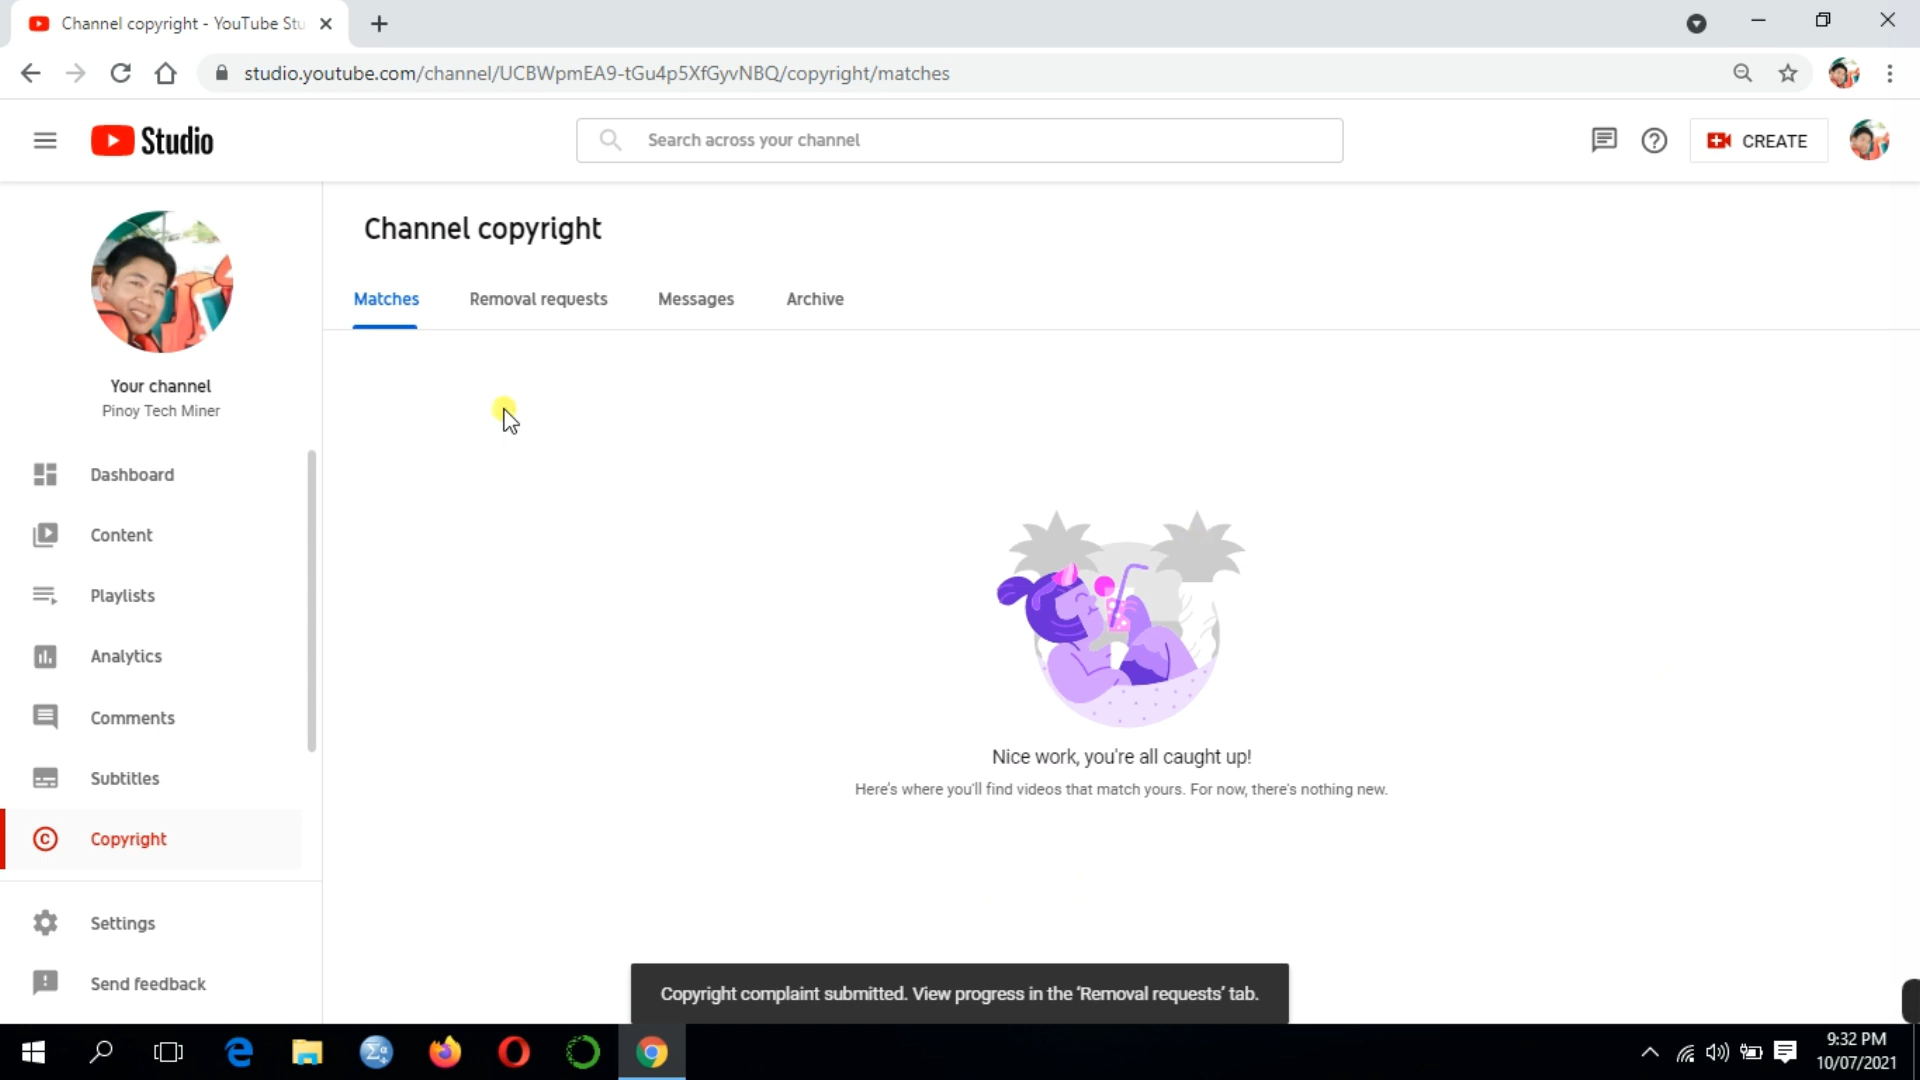 Channel copyright - YouTube Stu
studio.youtube.com/channel/UCBWpmEA9-tGu4p5XfGyvNBQ/copyright/matches
Studio
Search across your channel
CREATE
Your channel
Pinoy Tech Miner
Dashboard
Content
Playlists
Analytics
Comments
Subtitles
Copyright
Settings
Send feedback
Channel copyright
Matches Removal requests Messages Archive
Nice work, you're all caught up!
Here's where you'll find videos that match yours. For now, there's nothing new.
Copyright complaint submitted. View progress in the 'Removal requests' tab.
9:32 PM
10/07/2021